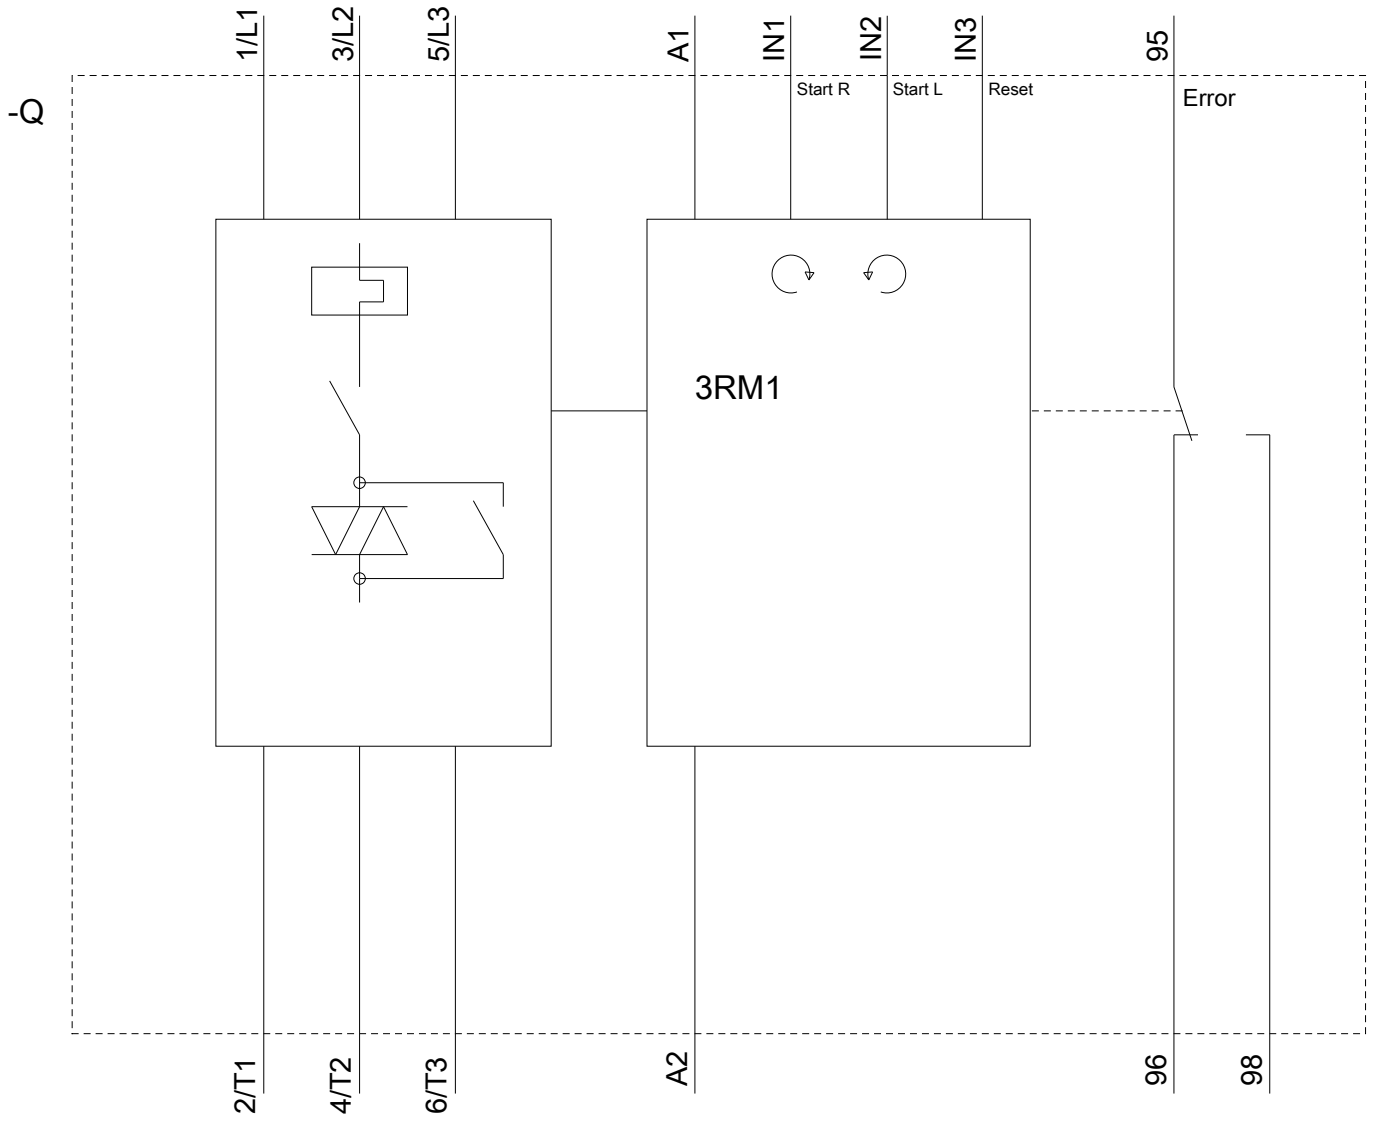 1/L1
3/L2
5/L3
A1
IN1
IN2
IN3
95
-Q
Start R
Start L
Reset
Error
3RM1
2/T1
4/T2
6/T3
A2
96
98